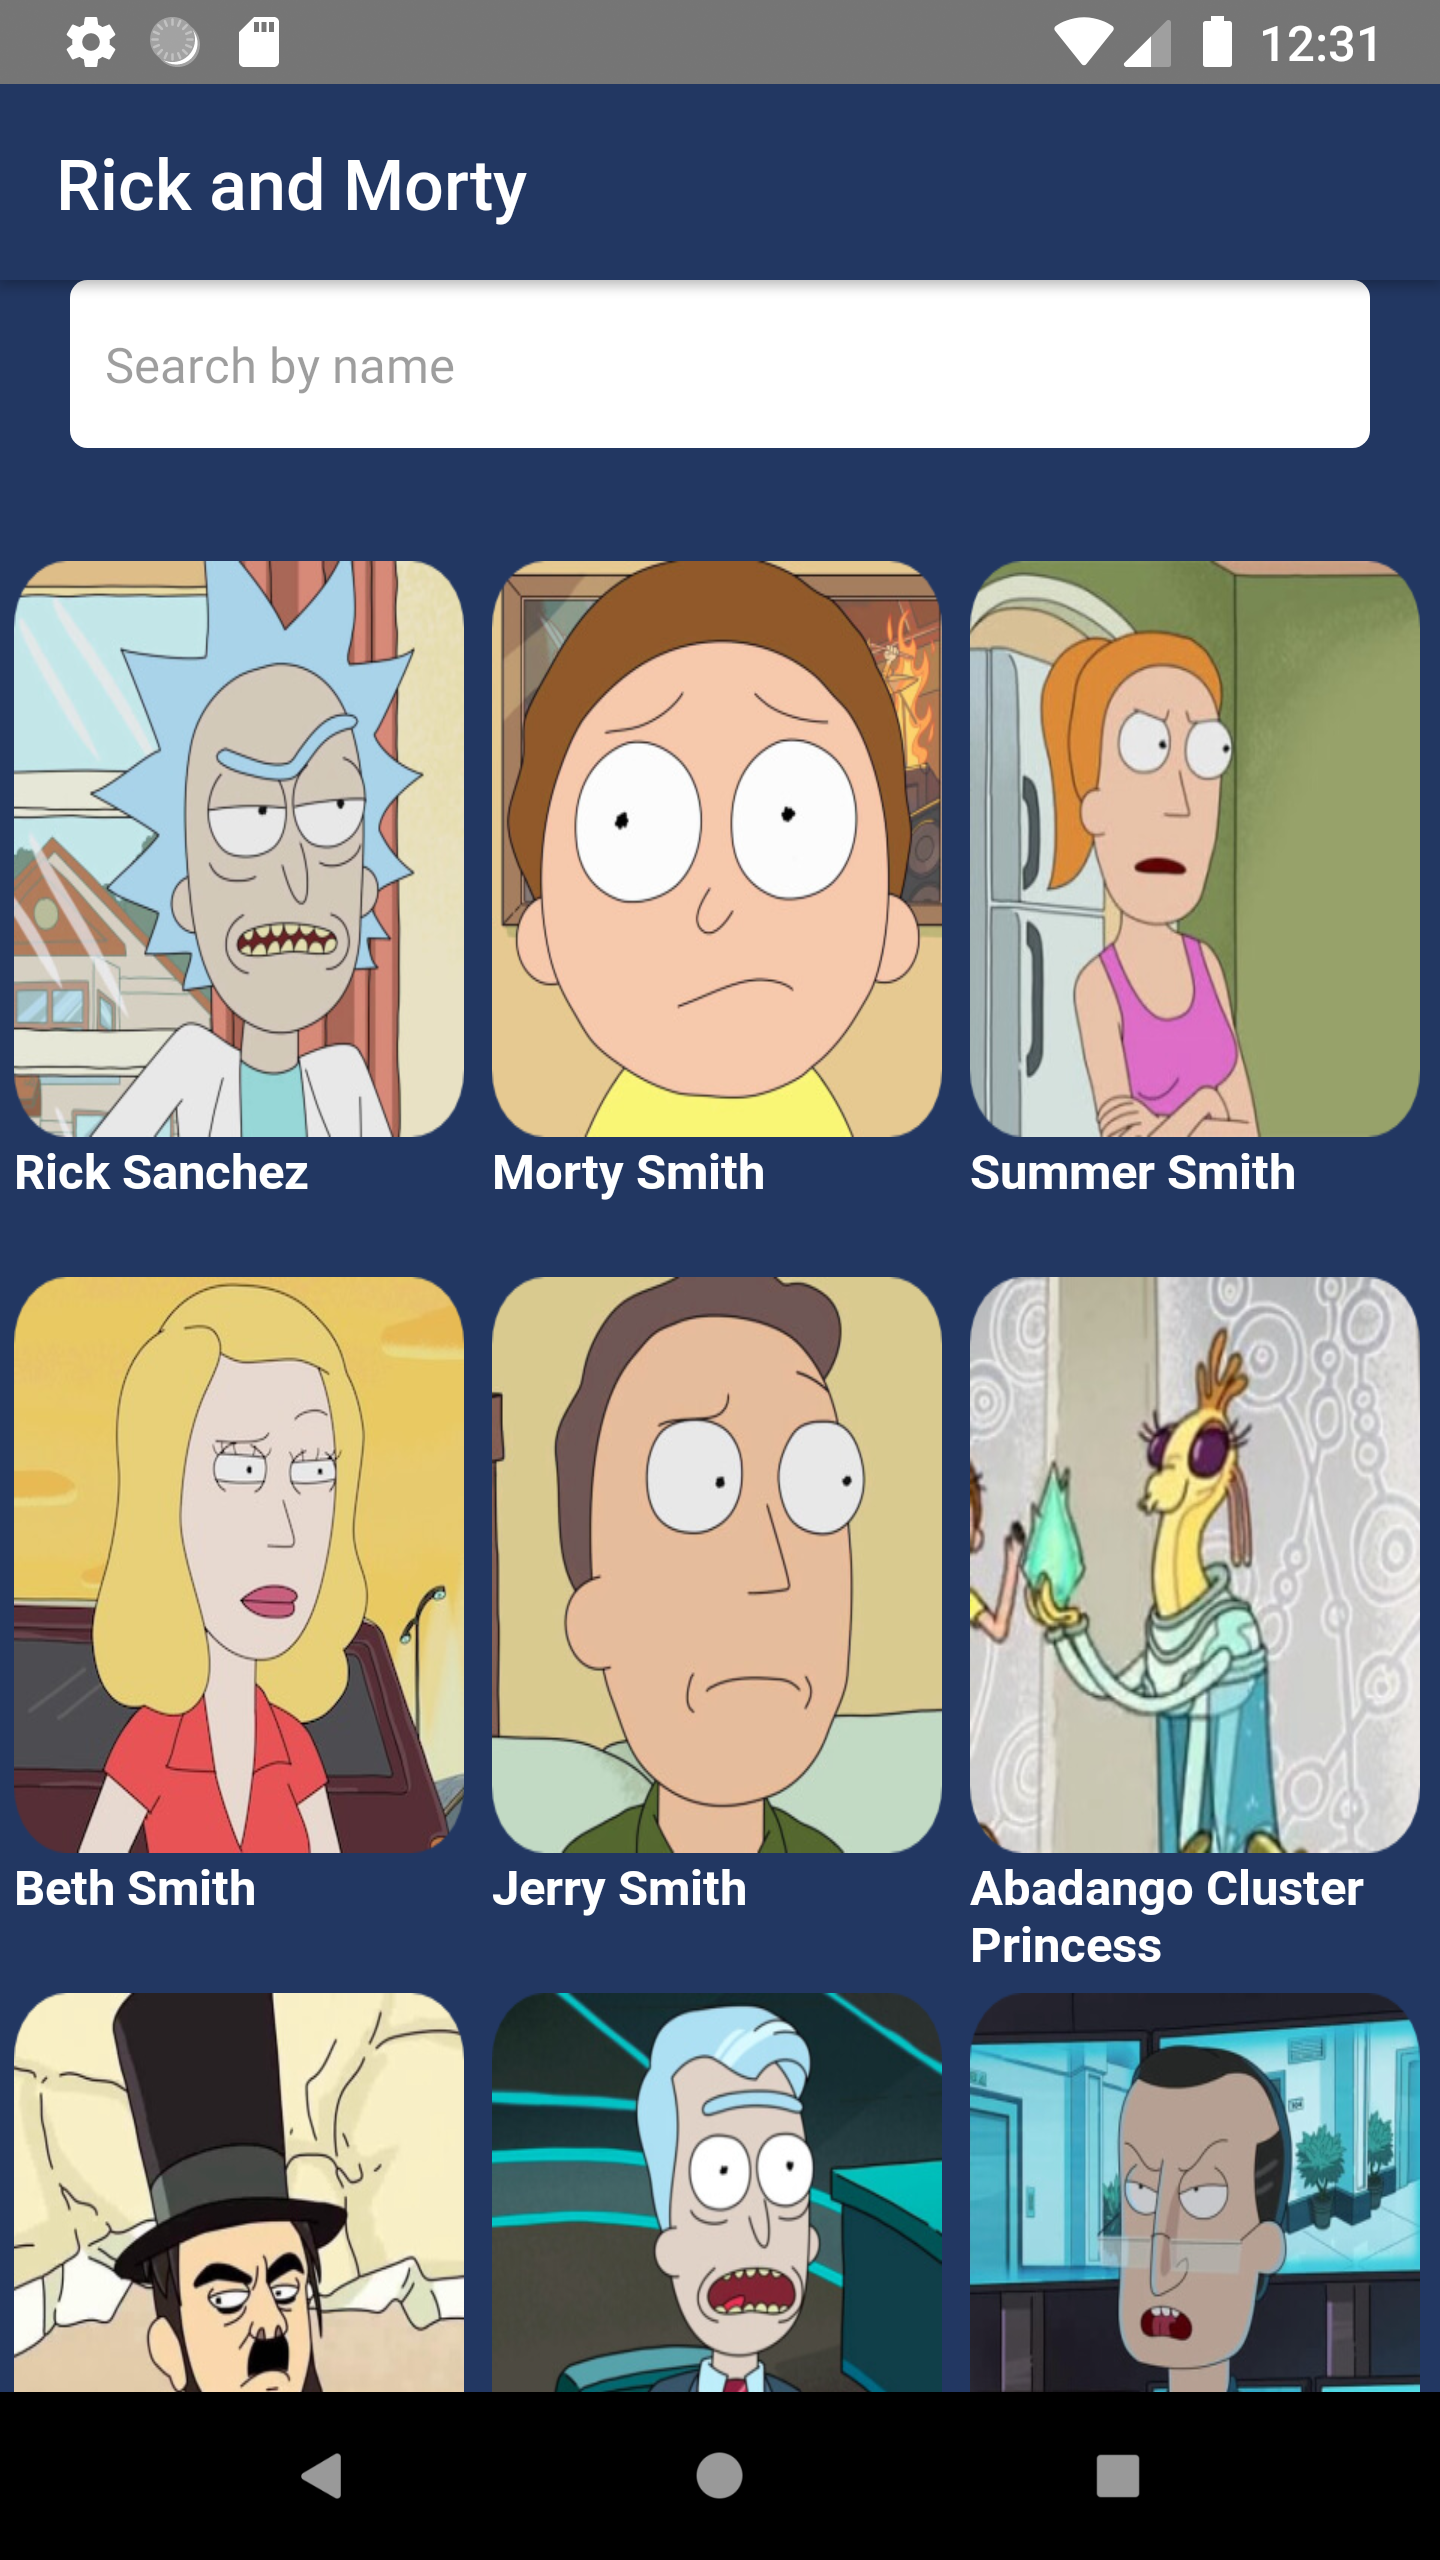 12:31
Rick and Morty
Search by name
Rick Sanchez
Morty Smith
Summer Smith
Beth Smith
Jerry Smith
Abadango Cluster
Princess